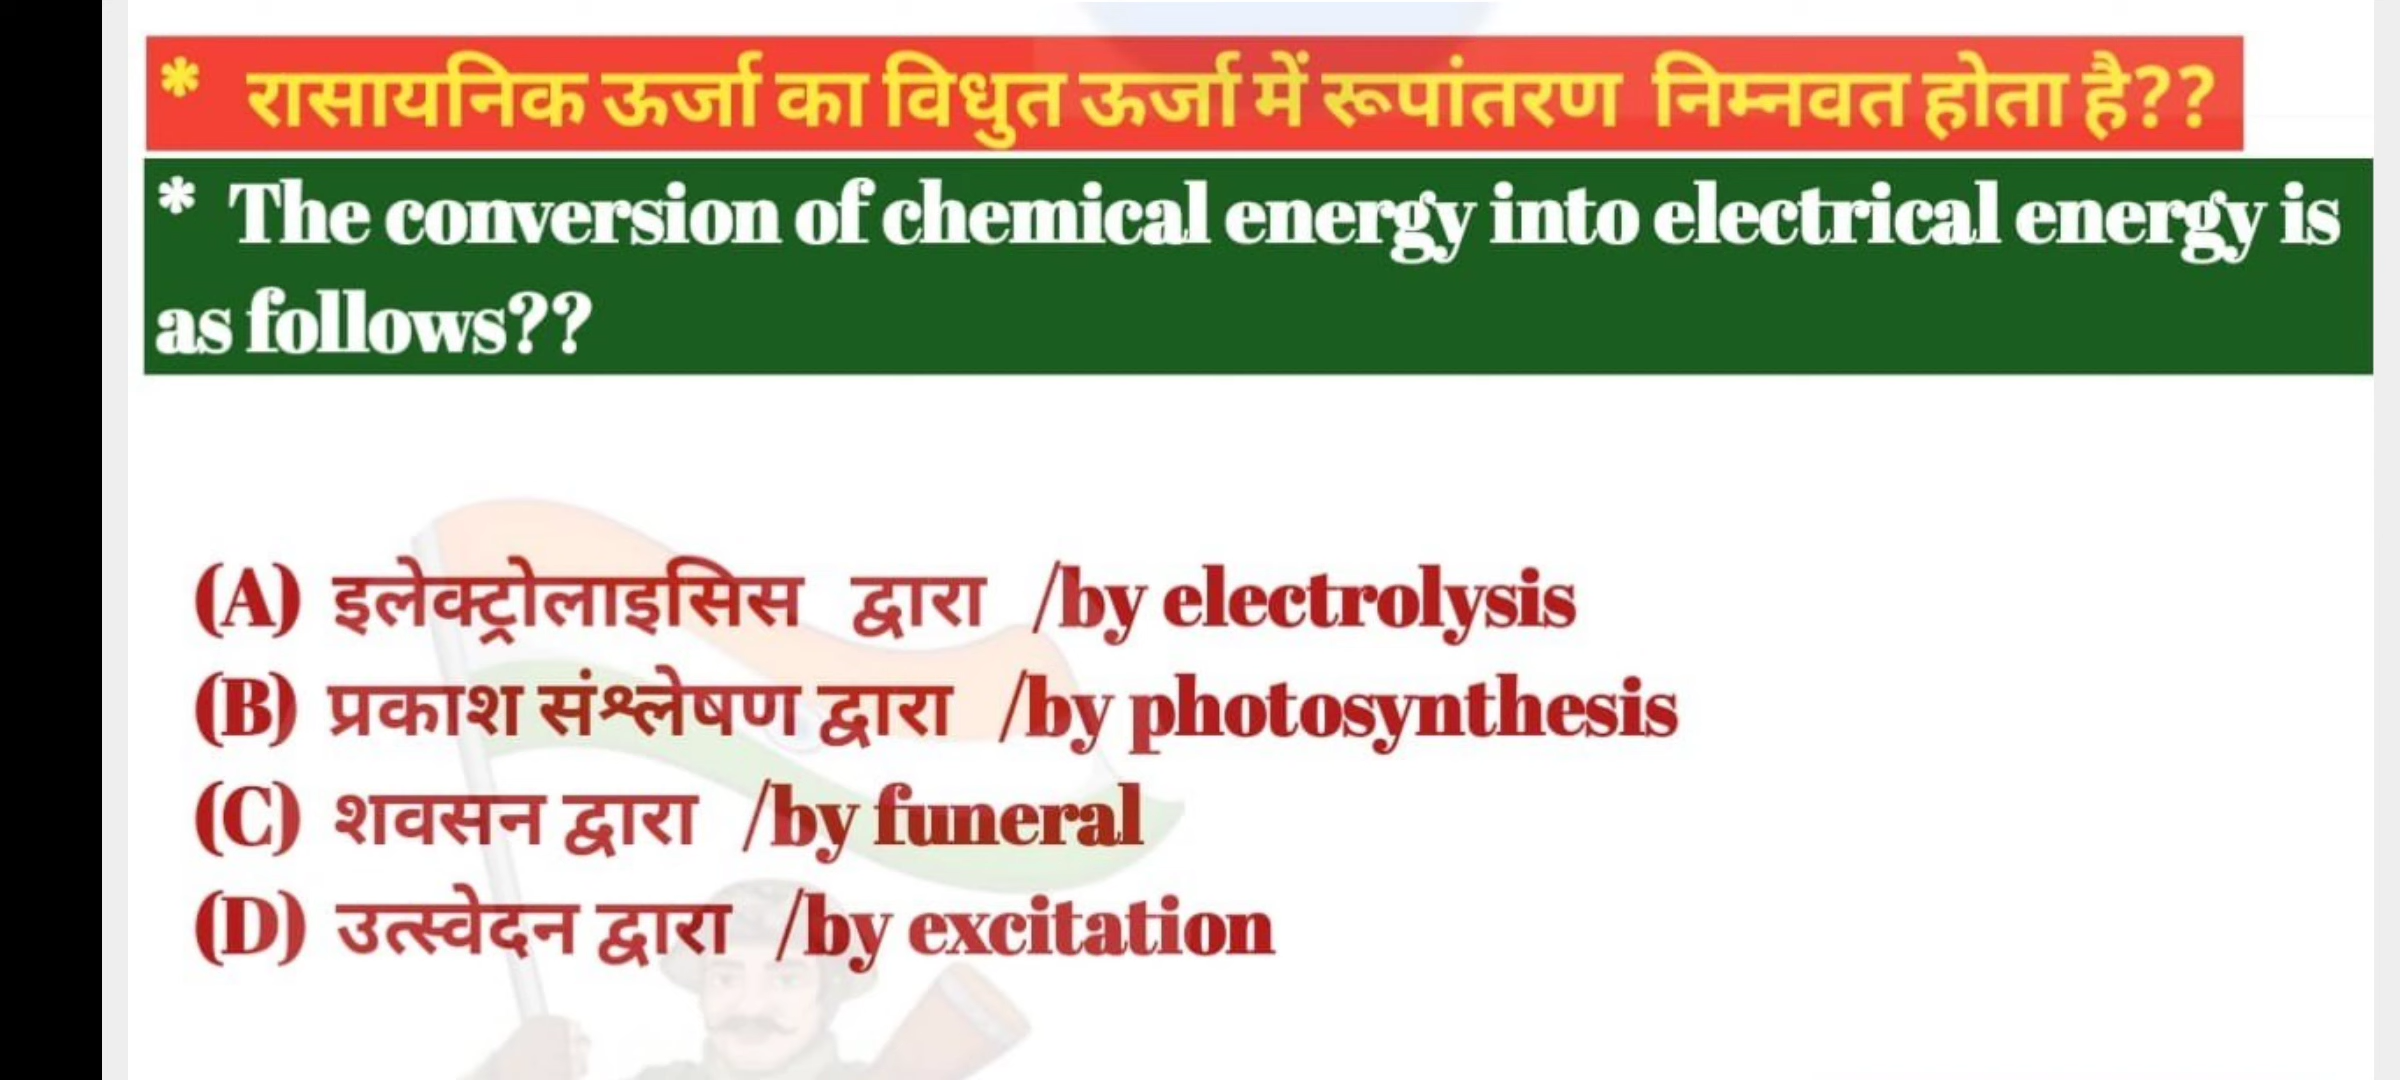 * रासायनिक ऊर्जा का विधुत ऊर्जा में रूपांतरण निम्नवत होता है??
* The conversion of chemical energy into electrical energy is
as follows??
(A) इलेक्ट्रोलाइसिस द्वारा /by electrolysis
(B) प्रकाश संश्लेषण द्वारा /by photosynthesis
(C) शवसन द्वारा /by funeral
(D) उत्स्वेदन द्वारा /by excitation